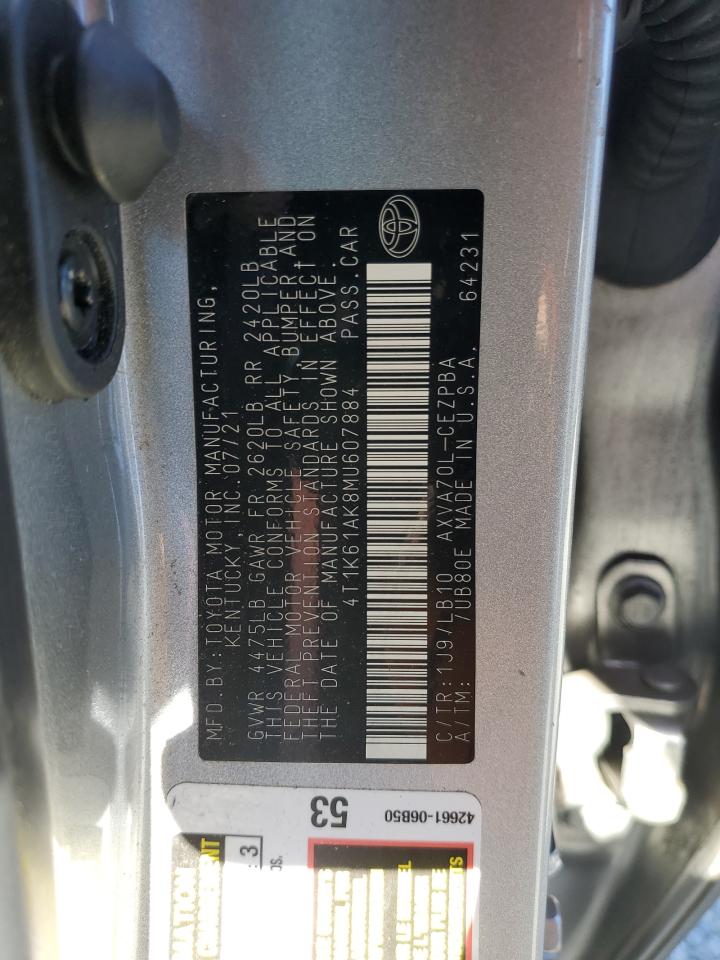 MFD.BY:TOYOTA MOTOR MANUFACTURING,
KENTUCKY, INC.07/21
GVWR 4475LB GAWR FR 2620LB RR 2420LB
THIS VEHICLE CONFORMS TO ALL APPLICABLE
FEDERAL MOTOR VEHICLE SAFETY, BUMPER AND
THEFT PREVENTION STANDARDS IN EFFECT ON
THE DATE OF MANUFACTURE SHOWN ABOVE.
4T1K61AK8MU607884 PASS.CAR
C/TR:1J9/LB10 AXVA70L-CEZPBA
A/TM: 7UB80E MADE IN U.S.A. 64231
53
42661-06B50
3